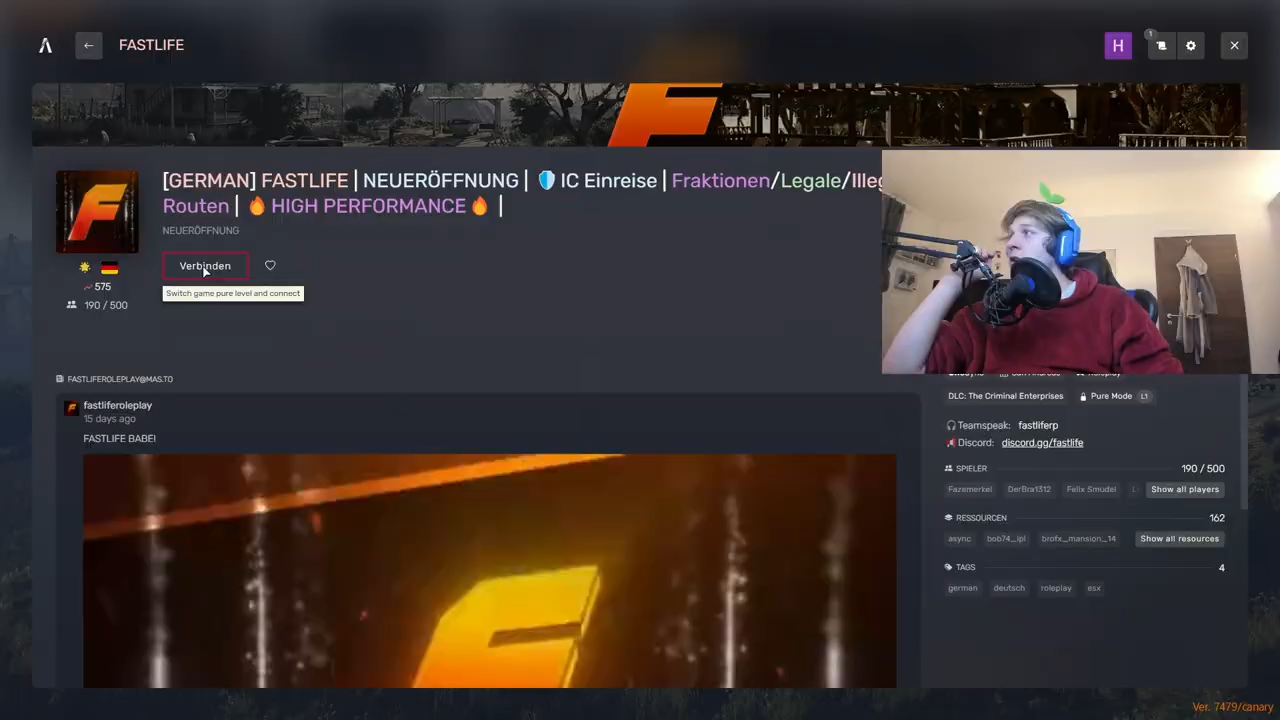 FASTLIFE
H
1
[GERMAN] FASTLIFE | NEUERÖFFNUNG | 🛡️ IC Einreise | Fraktionen/Legale/Illeg
Routen | 🔥 HIGH PERFORMANCE 🔥 |
NEUERÖFFNUNG
Verbinden
Switch game pure level and connect
575
190 / 500
FASTLIFEROLEPLAY@MAS.TO
fastliferoleplay
15 days ago
FASTLIFE BABE!
DLC: The Criminal Enterprises
Pure Mode L1
Teamspeak: fastliferp
Discord: discord.gg/fastlife
SPIELER 190 / 500
Fazemerkel DerBra1312 Felix Smudel Show all players
RESSOURCEN 162
async bob74_ipl brofx_mansion_14 Show all resources
TAGS 4
german deutsch roleplay esx
Ver. 7479/canary